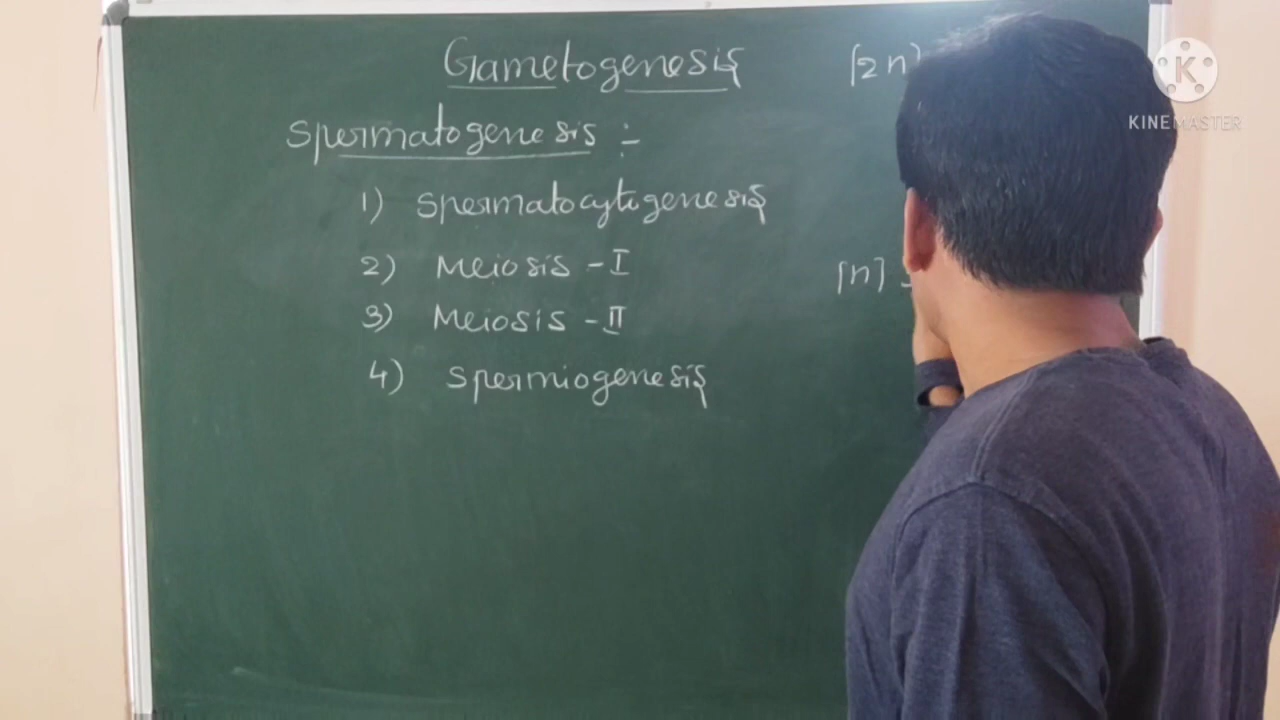 Gametogenesis [2n]
Spermatogenesis :-
1) Spermatocytogenesis
2) Meiosis - I
[n]
3) Meiosis - II
4) Spermiogenesis
K
KINEMASTER